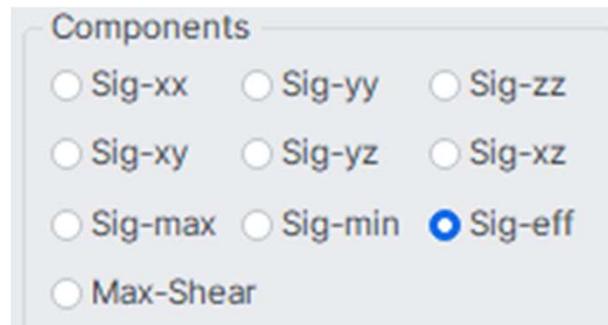 Components
Sig-xx Sig-yy Sig-zz
Sig-xy Sig-yz Sig-xz
Sig-max Sig-min Sig-eff
Max-Shear